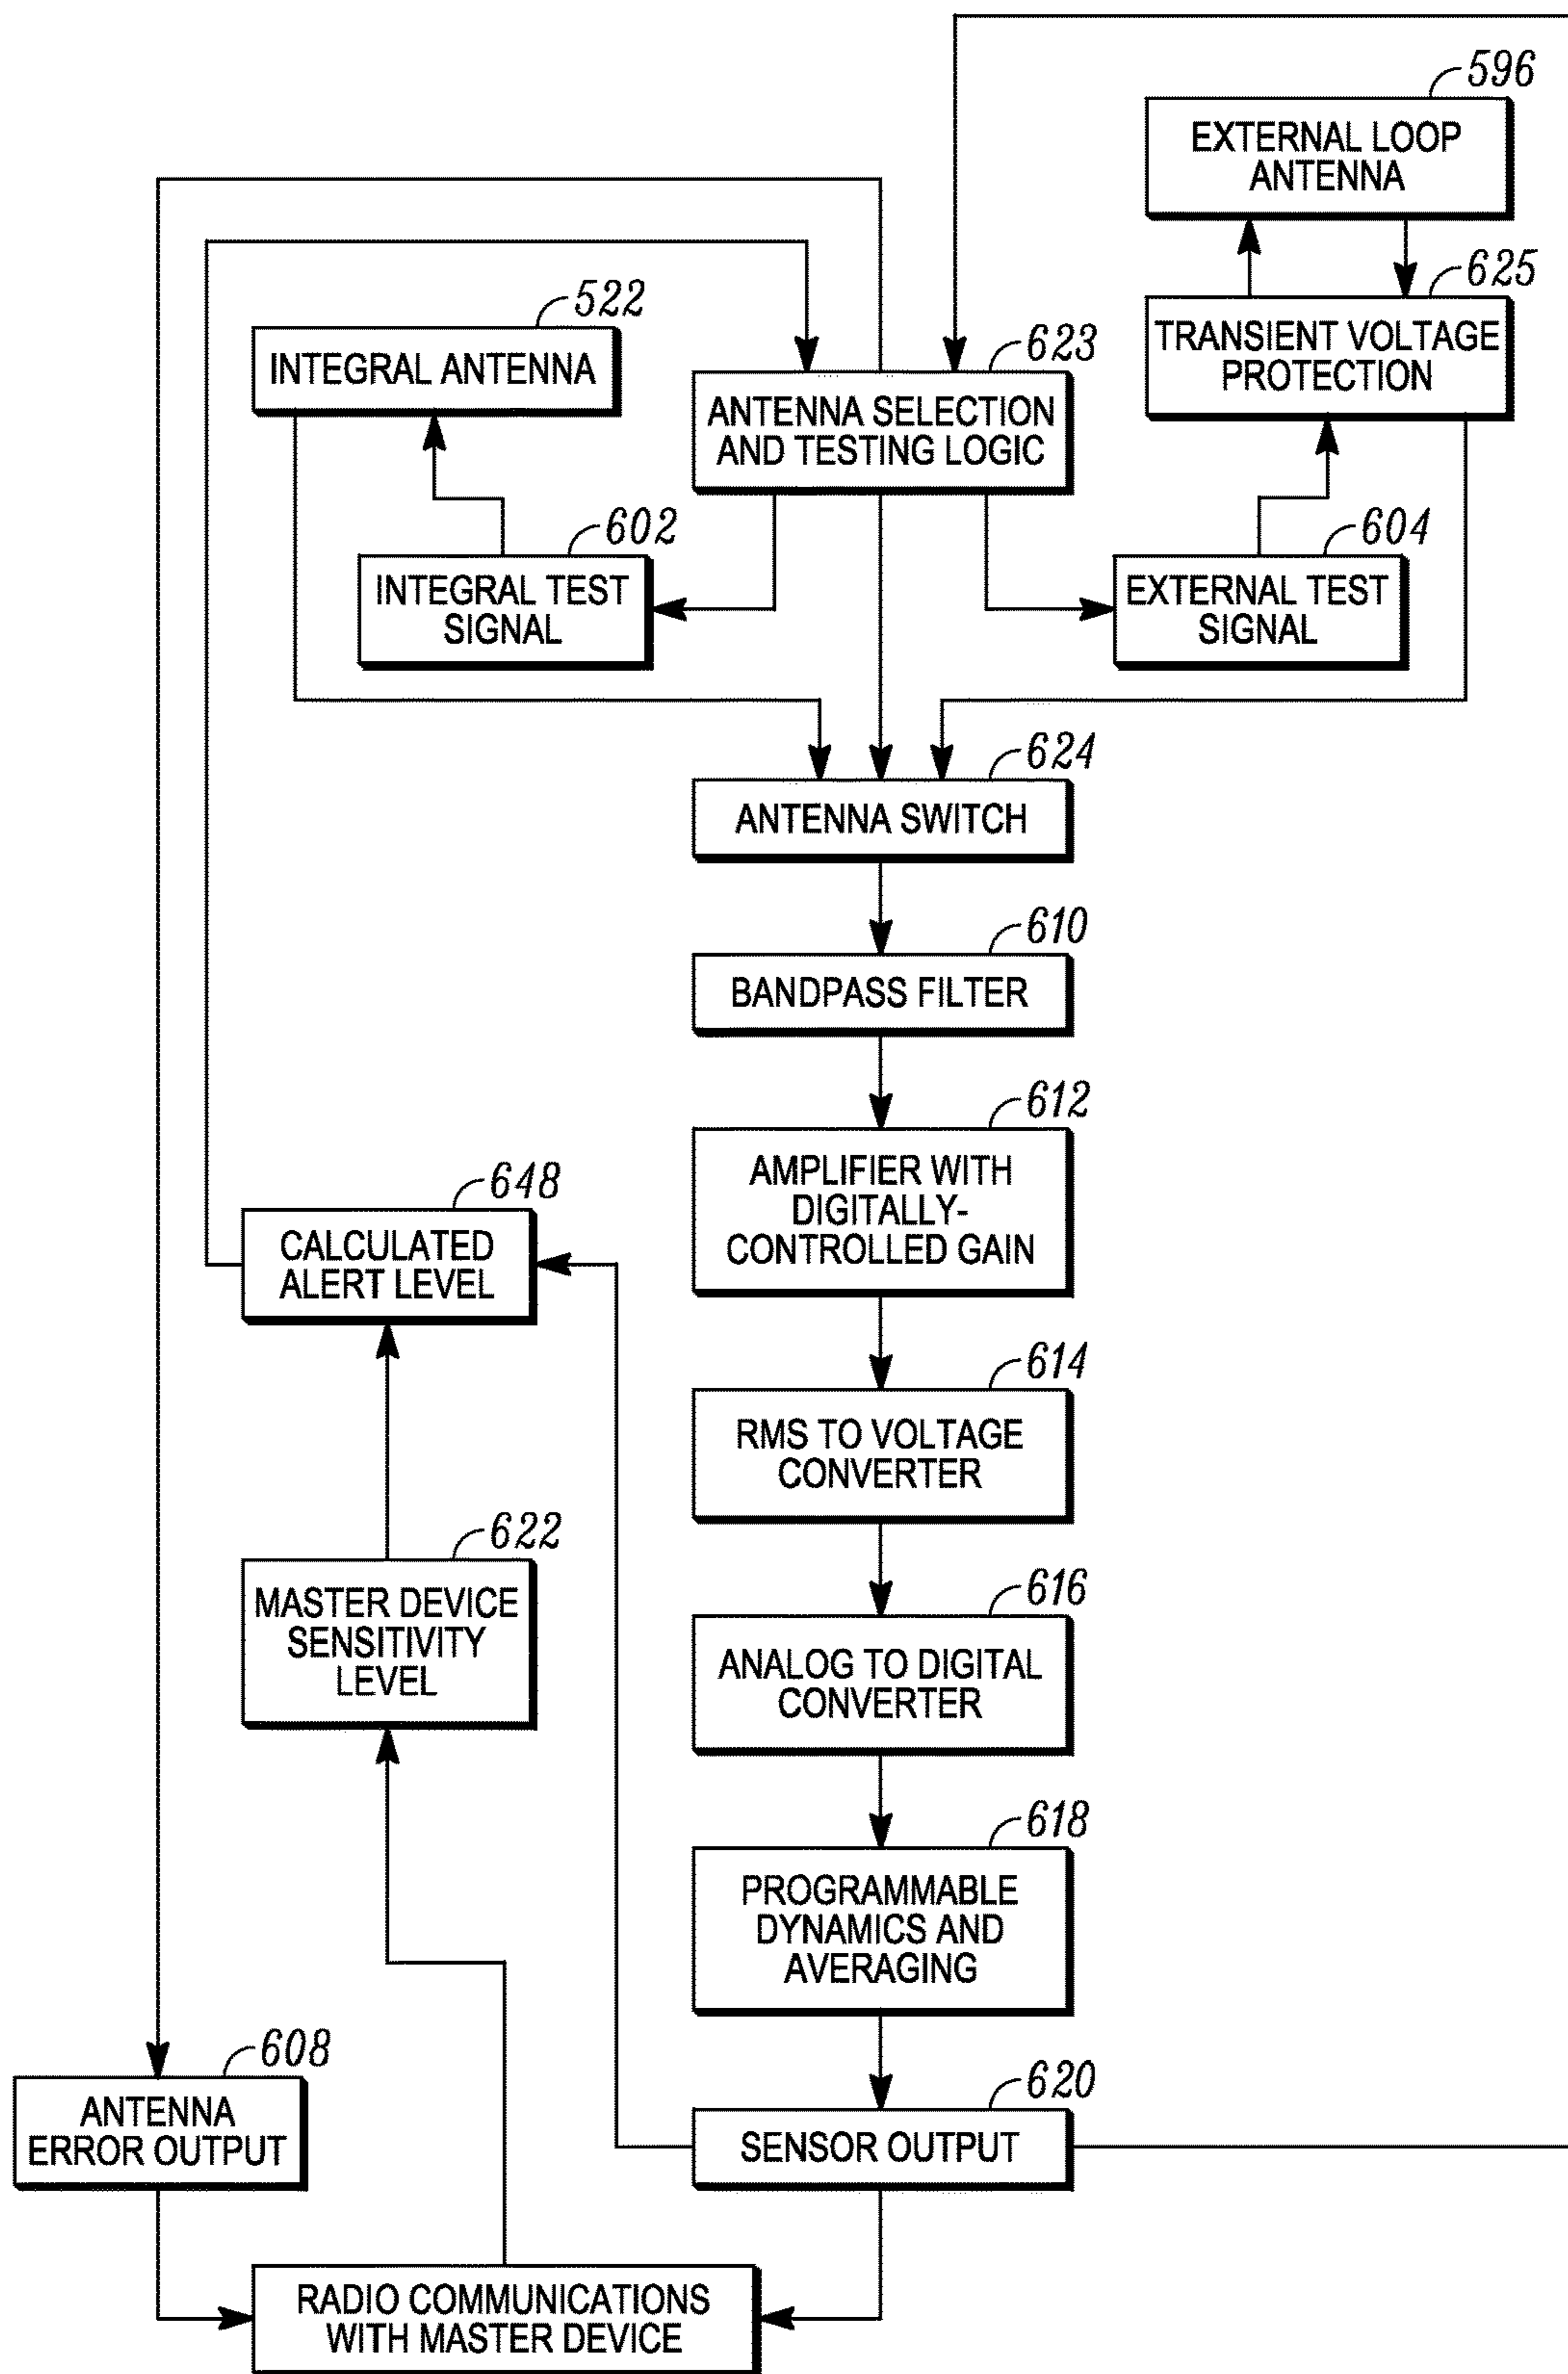 596
EXTERNAL LOOP
ANTENNA
625
TRANSIENT VOLTAGE
PROTECTION
522
INTEGRAL ANTENNA
623
ANTENNA SELECTION
AND TESTING LOGIC
602
INTEGRAL TEST
SIGNAL
604
EXTERNAL TEST
SIGNAL
624
ANTENNA SWITCH
610
BANDPASS FILTER
612
AMPLIFIER WITH
DIGITALLY-
CONTROLLED GAIN
648
CALCULATED
ALERT LEVEL
614
RMS TO VOLTAGE
CONVERTER
622
MASTER DEVICE
SENSITIVITY
LEVEL
616
ANALOG TO DIGITAL
CONVERTER
618
PROGRAMMABLE
DYNAMICS AND
AVERAGING
608
ANTENNA
ERROR OUTPUT
620
SENSOR OUTPUT
RADIO COMMUNICATIONS
WITH MASTER DEVICE